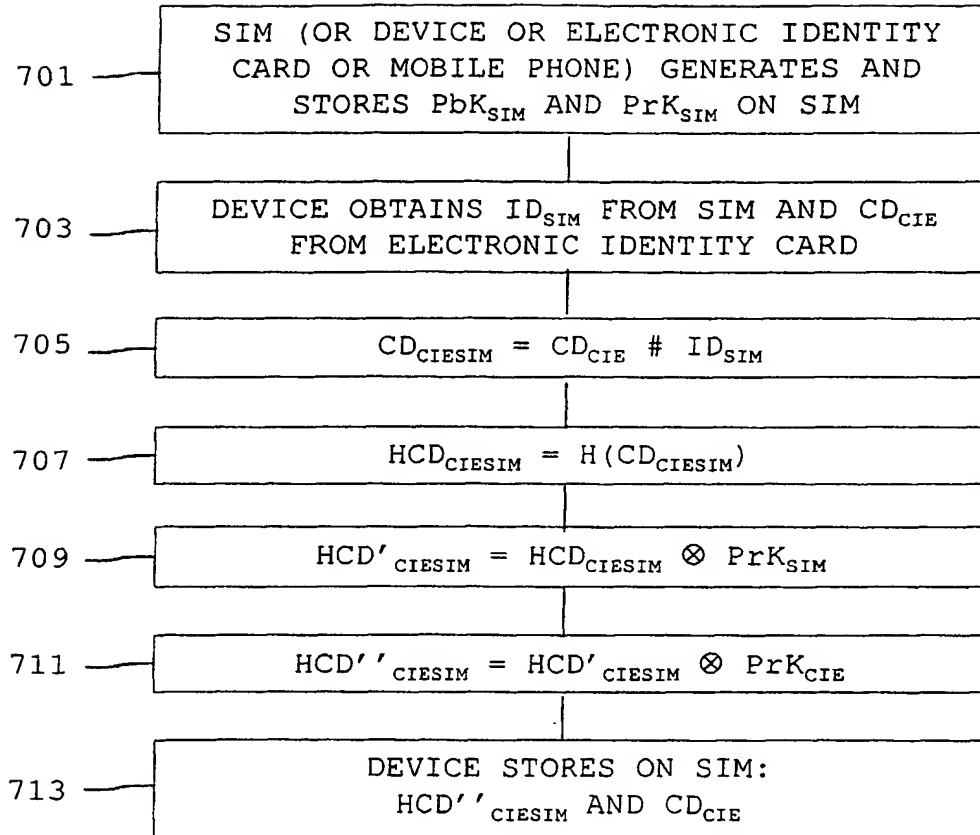 SIM (OR DEVICE OR ELECTRONIC IDENTITY
701 CARD OR MOBILE PHONE) GENERATES AND
STORES PbK_SIM AND PrK_SIM ON SIM
703 DEVICE OBTAINS ID_SIM FROM SIM AND CD_CIE
FROM ELECTRONIC IDENTITY CARD
705 CD_CIESIM = CD_CIE # ID_SIM
707 HCD_CIESIM = H(CD_CIESIM)
709 HCD'_CIESIM = HCD_CIESIM ⊗ PrK_SIM
711 HCD''_CIESIM = HCD'_CIESIM ⊗ PrK_CIE
713 DEVICE STORES ON SIM:
HCD''_CIESIM AND CD_CIE